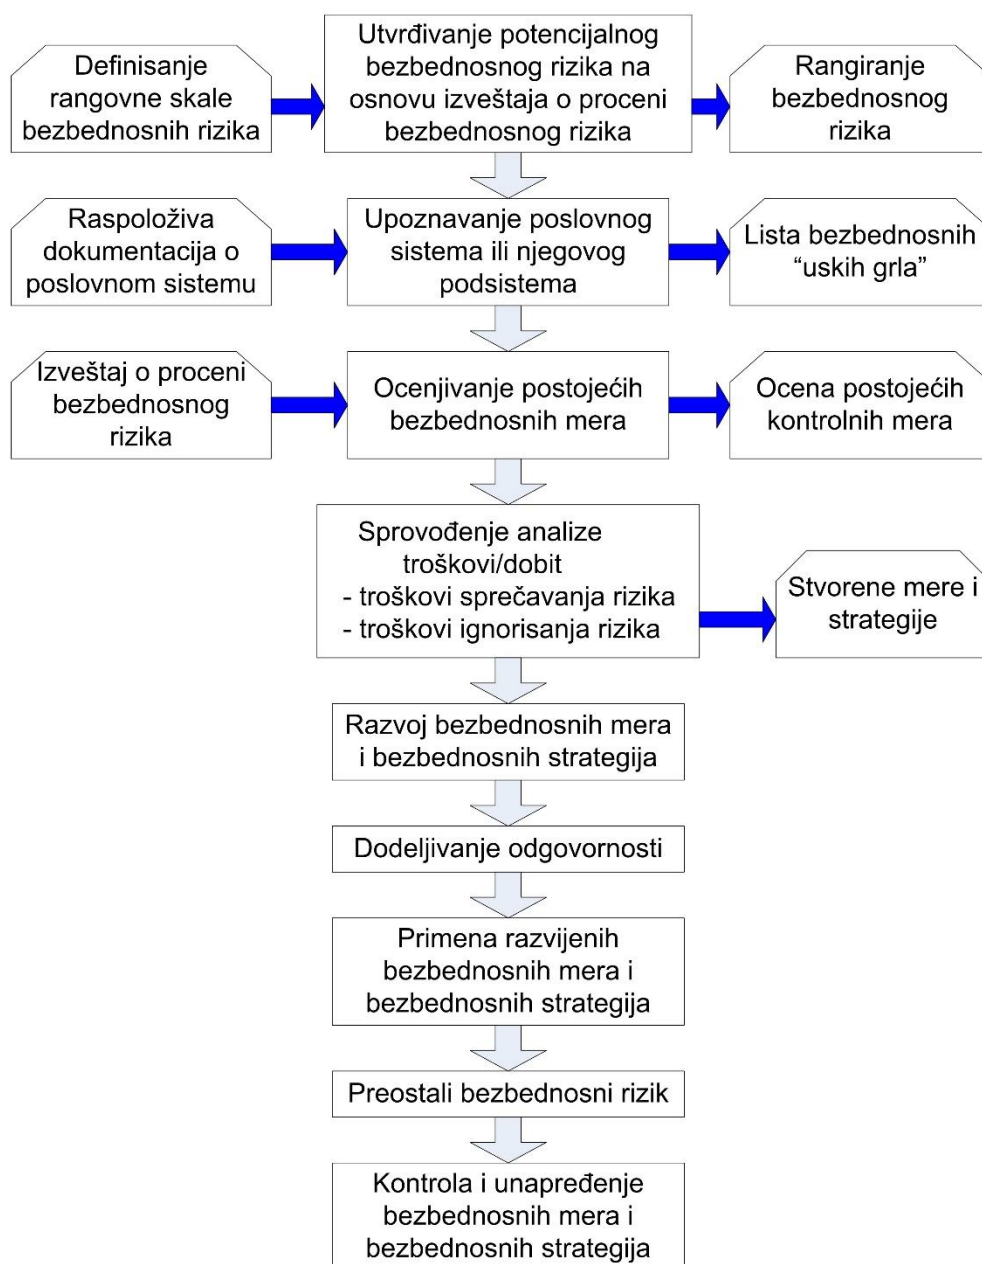 Definisanje
rangovne skale
bezbednosnih rizika
Utvrđivanje potencijalnog
bezbednosnog rizika na
osnovu izveštaja o proceni
bezbednosnog rizika
Rangiranje
bezbednosnog
rizika
Raspoloživa
dokumentacija o
poslovnom sistemu
Upoznavanje poslovnog
sistema ili njegovog
podsistema
Lista bezbednosnih
“uskih grla”
Izveštaj o proceni
bezbednosnog
rizika
Ocenjivanje postojećih
bezbednosnih mera
Ocena postojećih
kontrolnih mera
Sprovođenje analize
troškovi/dobit
- troškovi sprečavanja rizika
- troškovi ignorisanja rizika
Stvorene mere i
strategije
Razvoj bezbednosnih mera
i bezbednosnih strategija
Dodeljivanje odgovornosti
Primena razvijenih
bezbednosnih mera i
bezbednosnih strategija
Preostali bezbednosni rizik
Kontrola i unapređenje
bezbednosnih mera i
bezbednosnih strategija